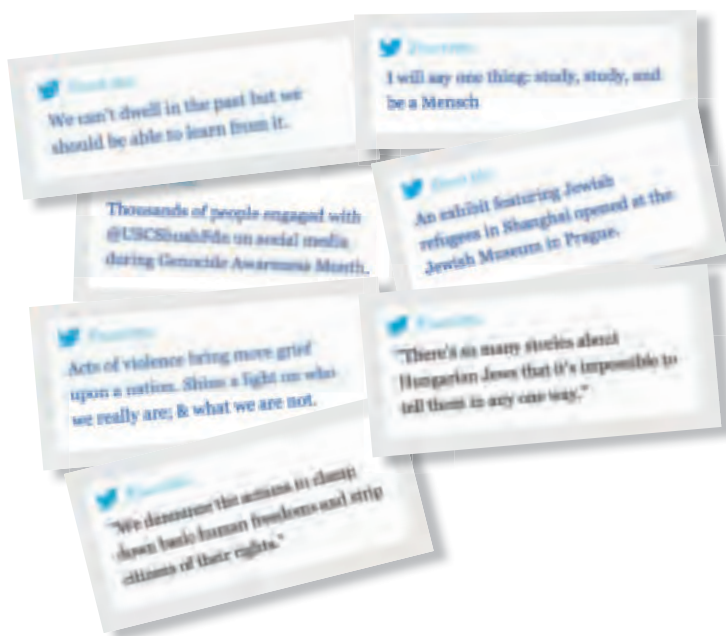 We can't dwell in the past but we
should be able to learn from it.
I will say one thing: study, study, and
be a Mensch
Thousands of people engaged with
@USCShoahFdn on social media
during Genocide Awareness Month.
An exhibit featuring Jewish
refugees in Shanghai opened at the
Jewish Museum in Prague.
Acts of violence bring more grief
upon a nation. Shine a light on who
we really are; & what we are not.
"There's so many stories about
Hungarian Jews that it's impossible to
tell them in any one way."
"We denounce the actions to clamp
down basic human freedoms and strip
citizens of their rights."